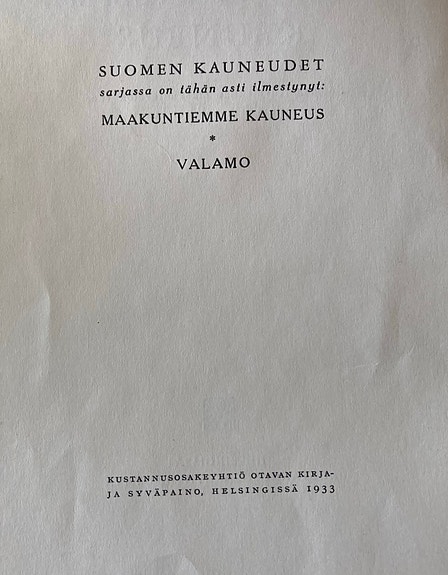 SUOMEN KAUNEUDET
sarjassa on tähän asti ilmestynyt:
MAAKUNTIEMME KAUNEUS
*
VALAMO
KUSTANNUSOSAKEYHTIÖ OTAVAN KIRJA-
JA SYVÄPAINO, HELSINGISSÄ 1933